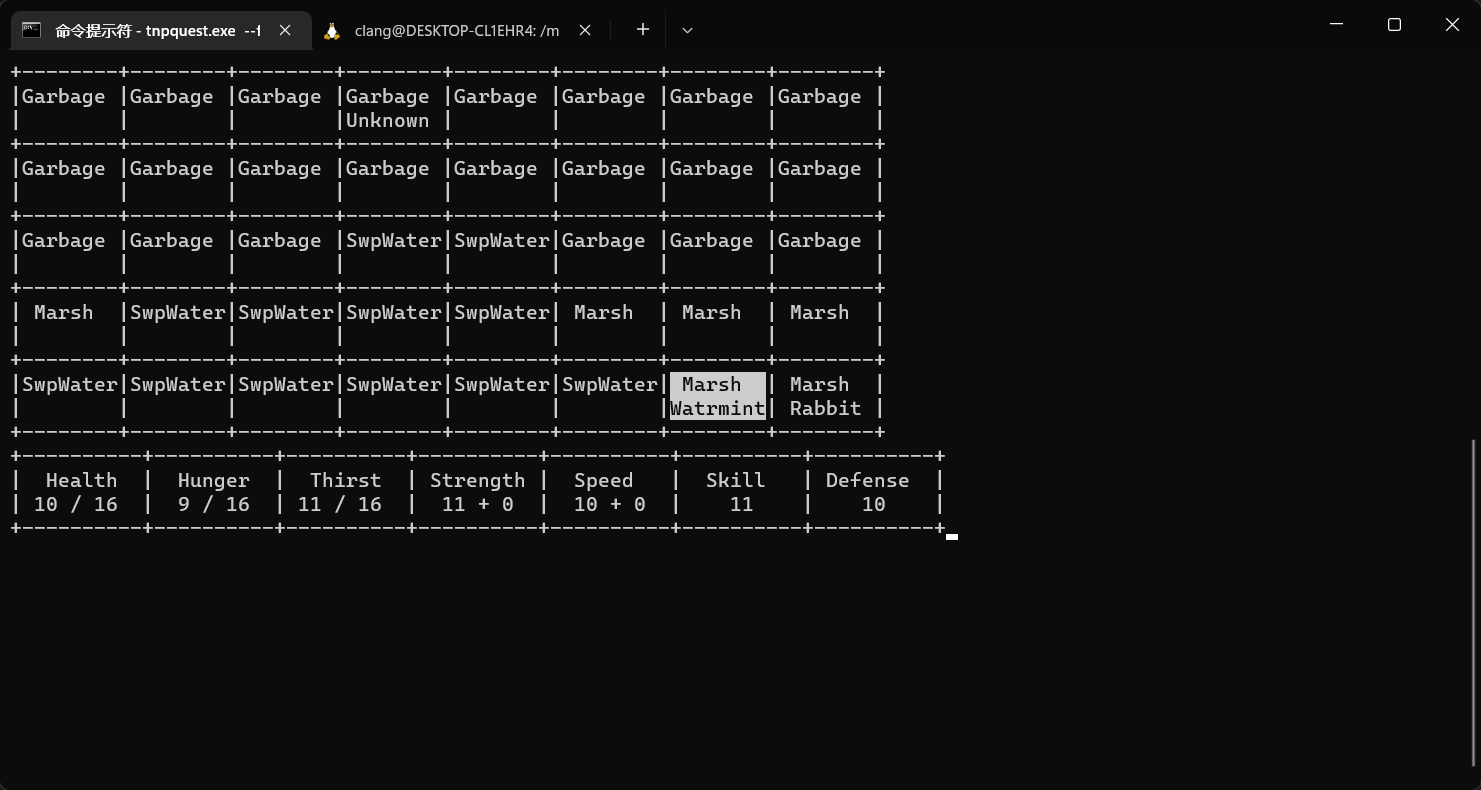 命令提示符 - tnpquest.exe --1
clang@DESKTOP-CL1EHR4: /m
+--------+--------+--------+--------+--------+--------+--------+--------+
|Garbage |Garbage |Garbage |Garbage |Garbage |Garbage |Garbage |Garbage |
|        |        |        |Unknown |        |        |        |        |
+--------+--------+--------+--------+--------+--------+--------+--------+
|Garbage |Garbage |Garbage |Garbage |Garbage |Garbage |Garbage |Garbage |
|        |        |        |        |        |        |        |        |
+--------+--------+--------+--------+--------+--------+--------+--------+
|Garbage |Garbage |Garbage |SwpWater|SwpWater|Garbage |Garbage |Garbage |
|        |        |        |        |        |        |        |        |
+--------+--------+--------+--------+--------+--------+--------+--------+
| Marsh  |SwpWater|SwpWater|SwpWater|SwpWater| Marsh  | Marsh  | Marsh  |
|        |        |        |        |        |        |        |        |
+--------+--------+--------+--------+--------+--------+--------+--------+
|SwpWater|SwpWater|SwpWater|SwpWater|SwpWater|SwpWater| Marsh  | Marsh  |
|        |        |        |        |        |        |Watrmint| Rabbit |
+--------+--------+--------+--------+--------+--------+--------+--------+
+----------+----------+----------+----------+----------+----------+----------+
|  Health  |  Hunger  |  Thirst  | Strength |  Speed   |  Skill   | Defense  |
| 10 / 16  |  9 / 16  | 11 / 16  |  11 + 0  |  10 + 0  |    11    |    10    |
+----------+----------+----------+----------+----------+----------+----------+